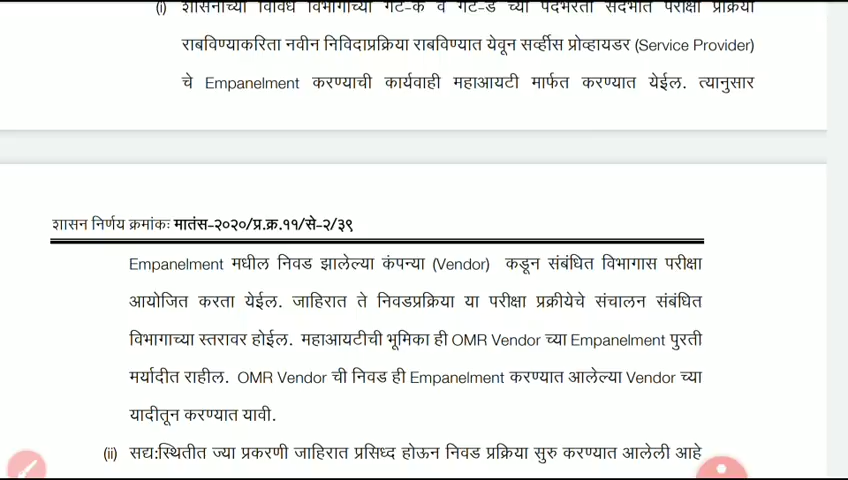 (i) शासनाच्या विविध विभागांच्या गट-क व गट-ड च्या पदभरती संदर्भात परीक्षा प्रक्रिया
राबविण्याकरिता नवीन निविदाप्रक्रिया राबविण्यात येवून सर्व्हीस प्रोव्हायडर (Service Provider)
चे Empanelment करण्याची कार्यवाही महाआयटी मार्फत करण्यात येईल. त्यानुसार
शासन निर्णय क्रमांकः मातंस-२०२०/प्र.क्र.११/से-२/३९
Empanelment मधील निवड झालेल्या कंपन्या (Vendor) कडून संबंधित विभागास परीक्षा
आयोजित करता येईल. जाहिरात ते निवडप्रक्रिया या परीक्षा प्रक्रीयेचे संचालन संबंधित
विभागाच्या स्तरावर होईल. महाआयटीची भूमिका ही OMR Vendor च्या Empanelment पुरती
मर्यादीत राहील. OMR Vendor ची निवड ही Empanelment करण्यात आलेल्या Vendor च्या
यादीतून करण्यात यावी.
(ii) सद्य:स्थितीत ज्या प्रकरणी जाहिरात प्रसिध्द होऊन निवड प्रक्रिया सुरु करण्यात आलेली आहे